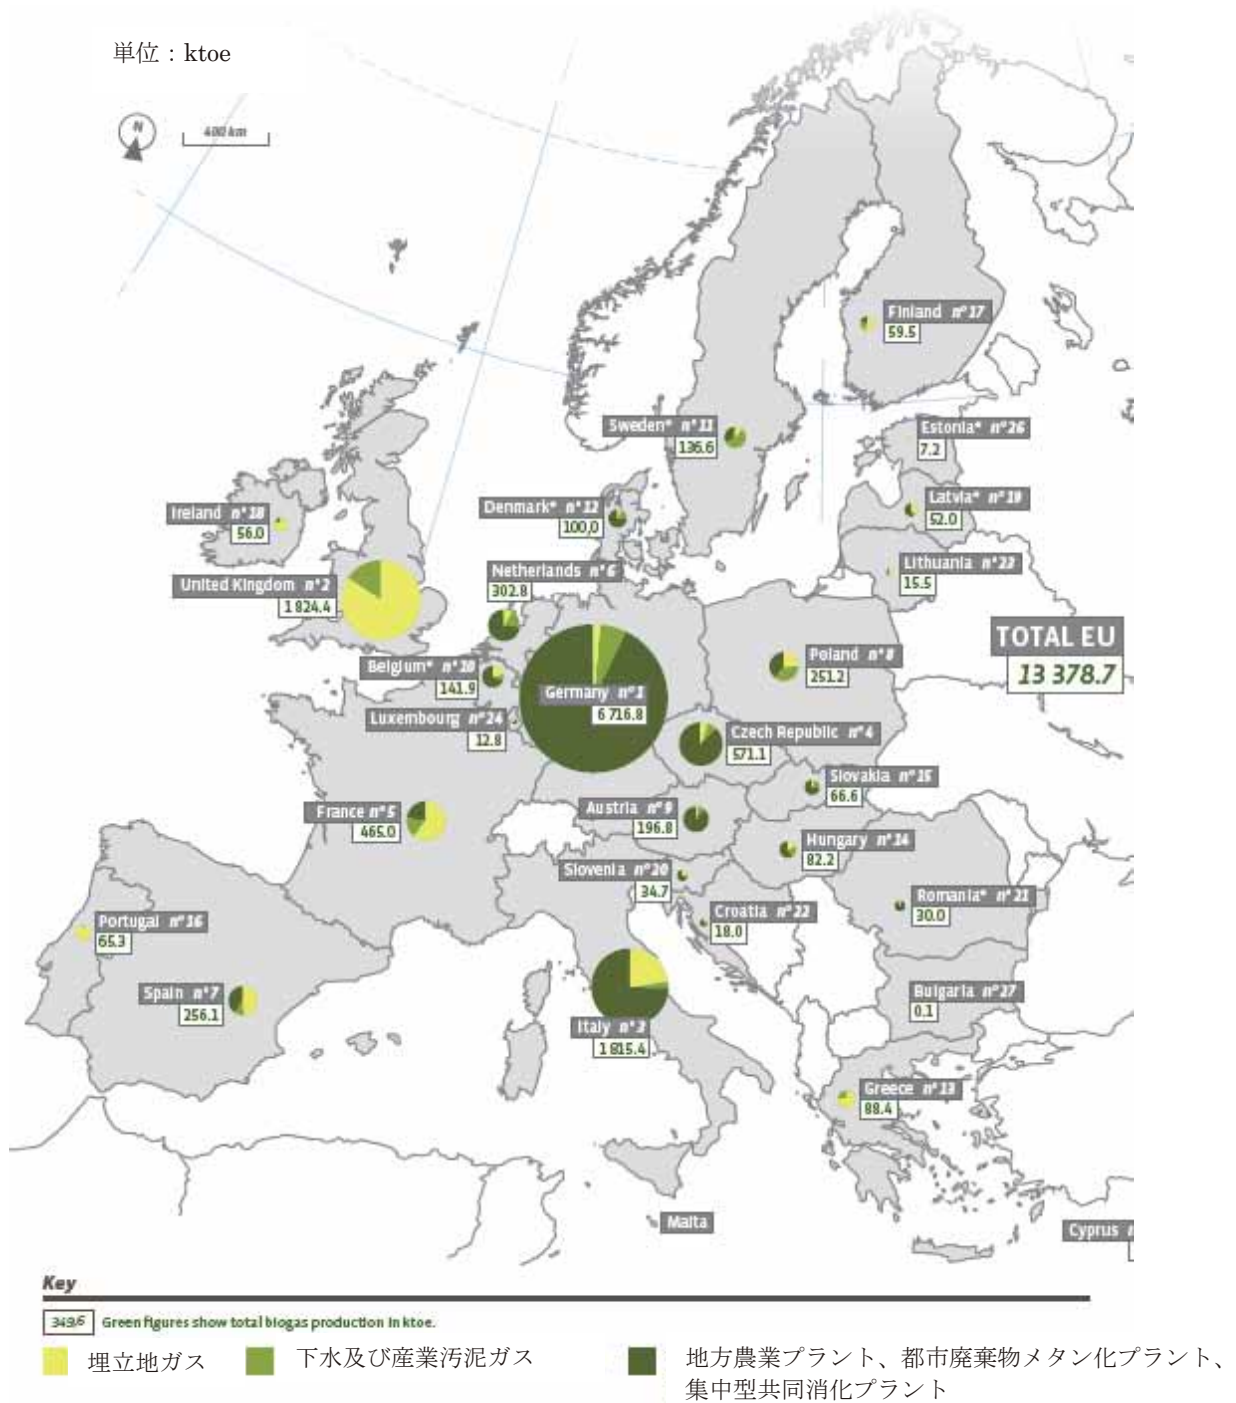 単位：ktoe
N
400 km
Finland n°17
59.5
Sweden* n°11
136.6
Estonia* n°26
7.2
Latvia* n°19
52.0
Denmark* n°12
100,0
Ireland n°18
56.0
Lithuania n°23
15.5
Netherlands n°6
302.8
United Kingdom n°2
1 824.4
TOTAL EU
13 378.7
Poland n°8
251.2
Belgium* n°10
141.9
Germany n°1
6 716.8
Luxembourg n°24
12.8
Czech Republic n°4
571.1
Slovakia n°15
66.6
France n°5
465.0
Austria n°9
196.8
Hungary n°14
82.2
Slovenia n°20
34.7
Romania* n°21
30.0
Croatia n°22
18.0
Portugal n°16
65.3
Spain n°7
256.1
Bulgaria n°27
0.1
Italy n°3
1 815.4
Greece n°13
88.4
Malta
Cyprus
Key
349,6 Green figures show total biogas production in ktoe.
埋立地ガス
下水及び産業汚泥ガス
地方農業プラント、都市廃棄物メタン化プラント、
集中型共同消化プラント